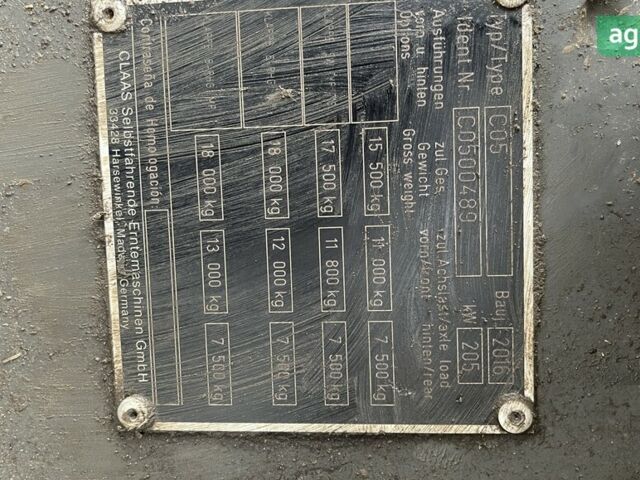 Typ/Type C05 Bauj. 2016
Ident.Nr. C0500489 kW 205
Ausführungen zul Ges. zul Achslast/axle load
vorn u. hinten Gewicht vorn/front - hinten/rear
Options Gross weight
15 500 kg 11 000 kg 7 500 kg
17 500 kg 11 800 kg 7 500 kg
18 000 kg 12 000 kg 7 500 kg
18 000 kg 13 000 kg 7 500 kg
Contraseña de Homologación
CLAAS Selbstfahrende Erntemaschinen GmbH
33428 Harsewinkel, Made in Germany
ag